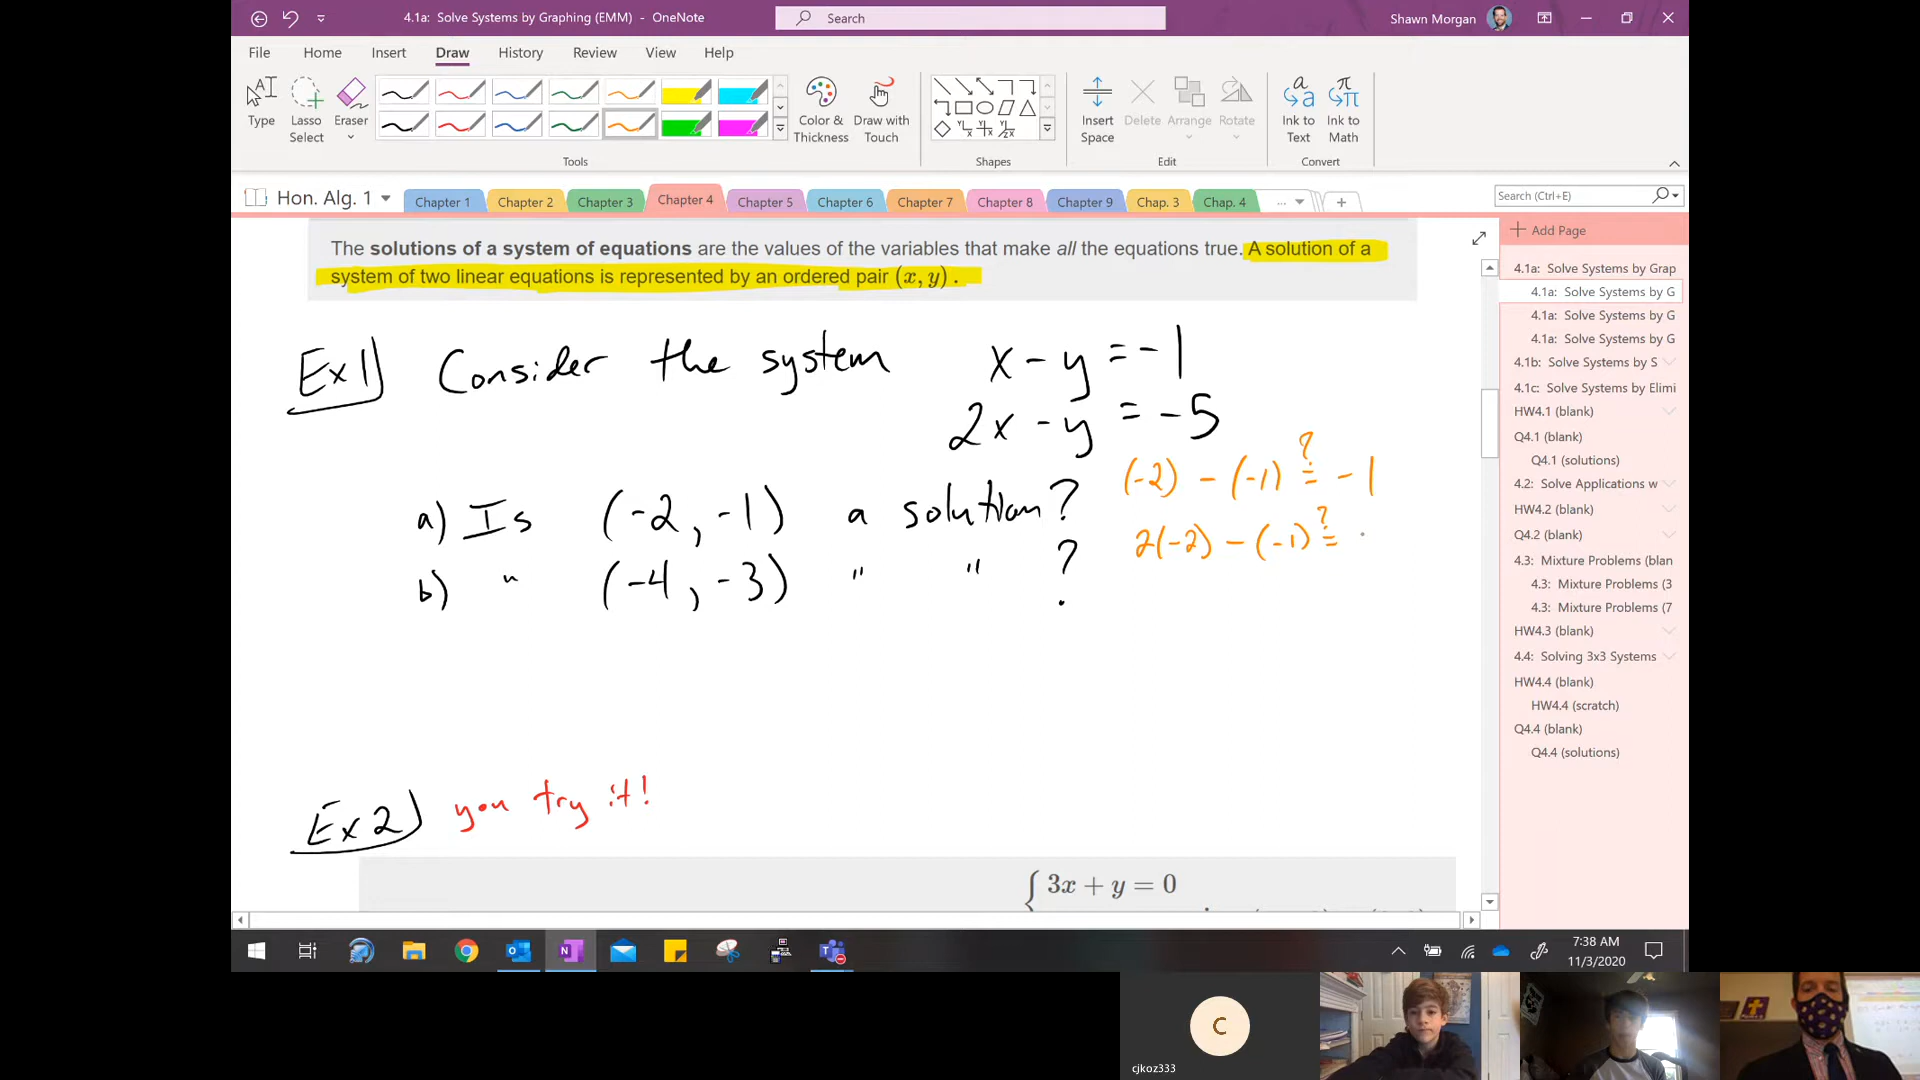 4.1a: Solve Systems by Graphing (EMM) - OneNote
Search
Shawn Morgan
File Home Insert Draw History Review View Help
Type
Lasso Select
Eraser
Color & Thickness
Draw with Touch
Insert Space
Delete
Arrange
Rotate
Ink to Text
Ink to Math
Tools
Shapes
Edit
Convert
Hon. Alg. 1
Chapter 1 Chapter 2 Chapter 3 Chapter 4 Chapter 5 Chapter 6 Chapter 7 Chapter 8 Chapter 9 Chap. 3 Chap. 4 ...
Search (Ctrl+E)
The solutions of a system of equations are the values of the variables that make all the equations true. A solution of a
system of two linear equations is represented by an ordered pair (x, y).
Ex1 Consider the system x - y = -1
2x - y = -5
a) Is (-2, -1) a solution? (-2) - (-1) ≟ -1
b) " (-4, -3) " " ? 2(-2) - (-1) ≟
Ex 2 you try it!
3x + y = 0
Add Page
4.1a: Solve Systems by Grap
4.1a: Solve Systems by G
4.1a: Solve Systems by G
4.1a: Solve Systems by G
4.1b: Solve Systems by S
4.1c: Solve Systems by Elimi
HW4.1 (blank)
Q4.1 (blank)
Q4.1 (solutions)
4.2: Solve Applications w
HW4.2 (blank)
Q4.2 (blank)
4.3: Mixture Problems (blan
4.3: Mixture Problems (3
4.3: Mixture Problems (7
HW4.3 (blank)
4.4: Solving 3x3 Systems
HW4.4 (blank)
HW4.4 (scratch)
Q4.4 (blank)
Q4.4 (solutions)
7:38 AM
11/3/2020
C
cjkoz333